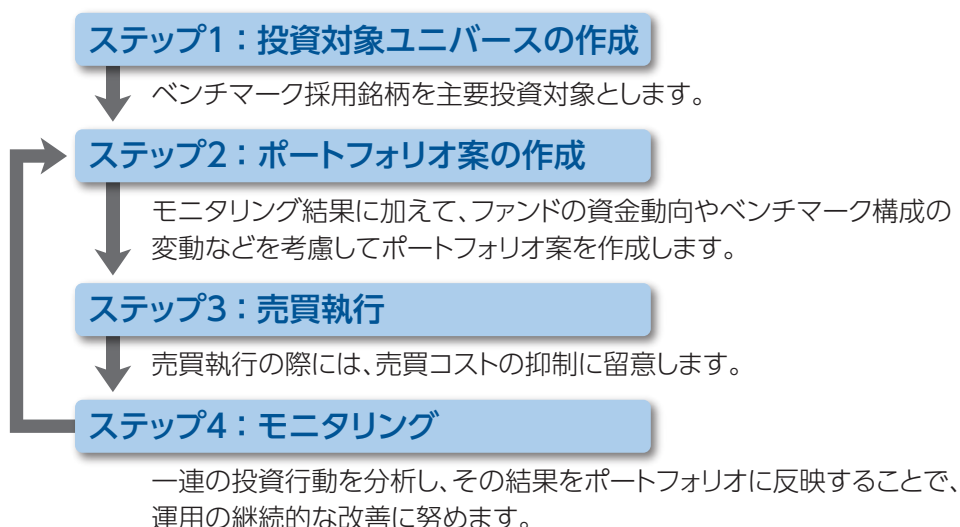 ステップ1：投資対象ユニバースの作成
ベンチマーク採用銘柄を主要投資対象とします。
ステップ2：ポートフォリオ案の作成
モニタリング結果に加えて、ファンドの資金動向やベンチマーク構成の
変動などを考慮してポートフォリオ案を作成します。
ステップ3：売買執行
売買執行の際には、売買コストの抑制に留意します。
ステップ4：モニタリング
一連の投資行動を分析し、その結果をポートフォリオに反映することで、
運用の継続的な改善に努めます。